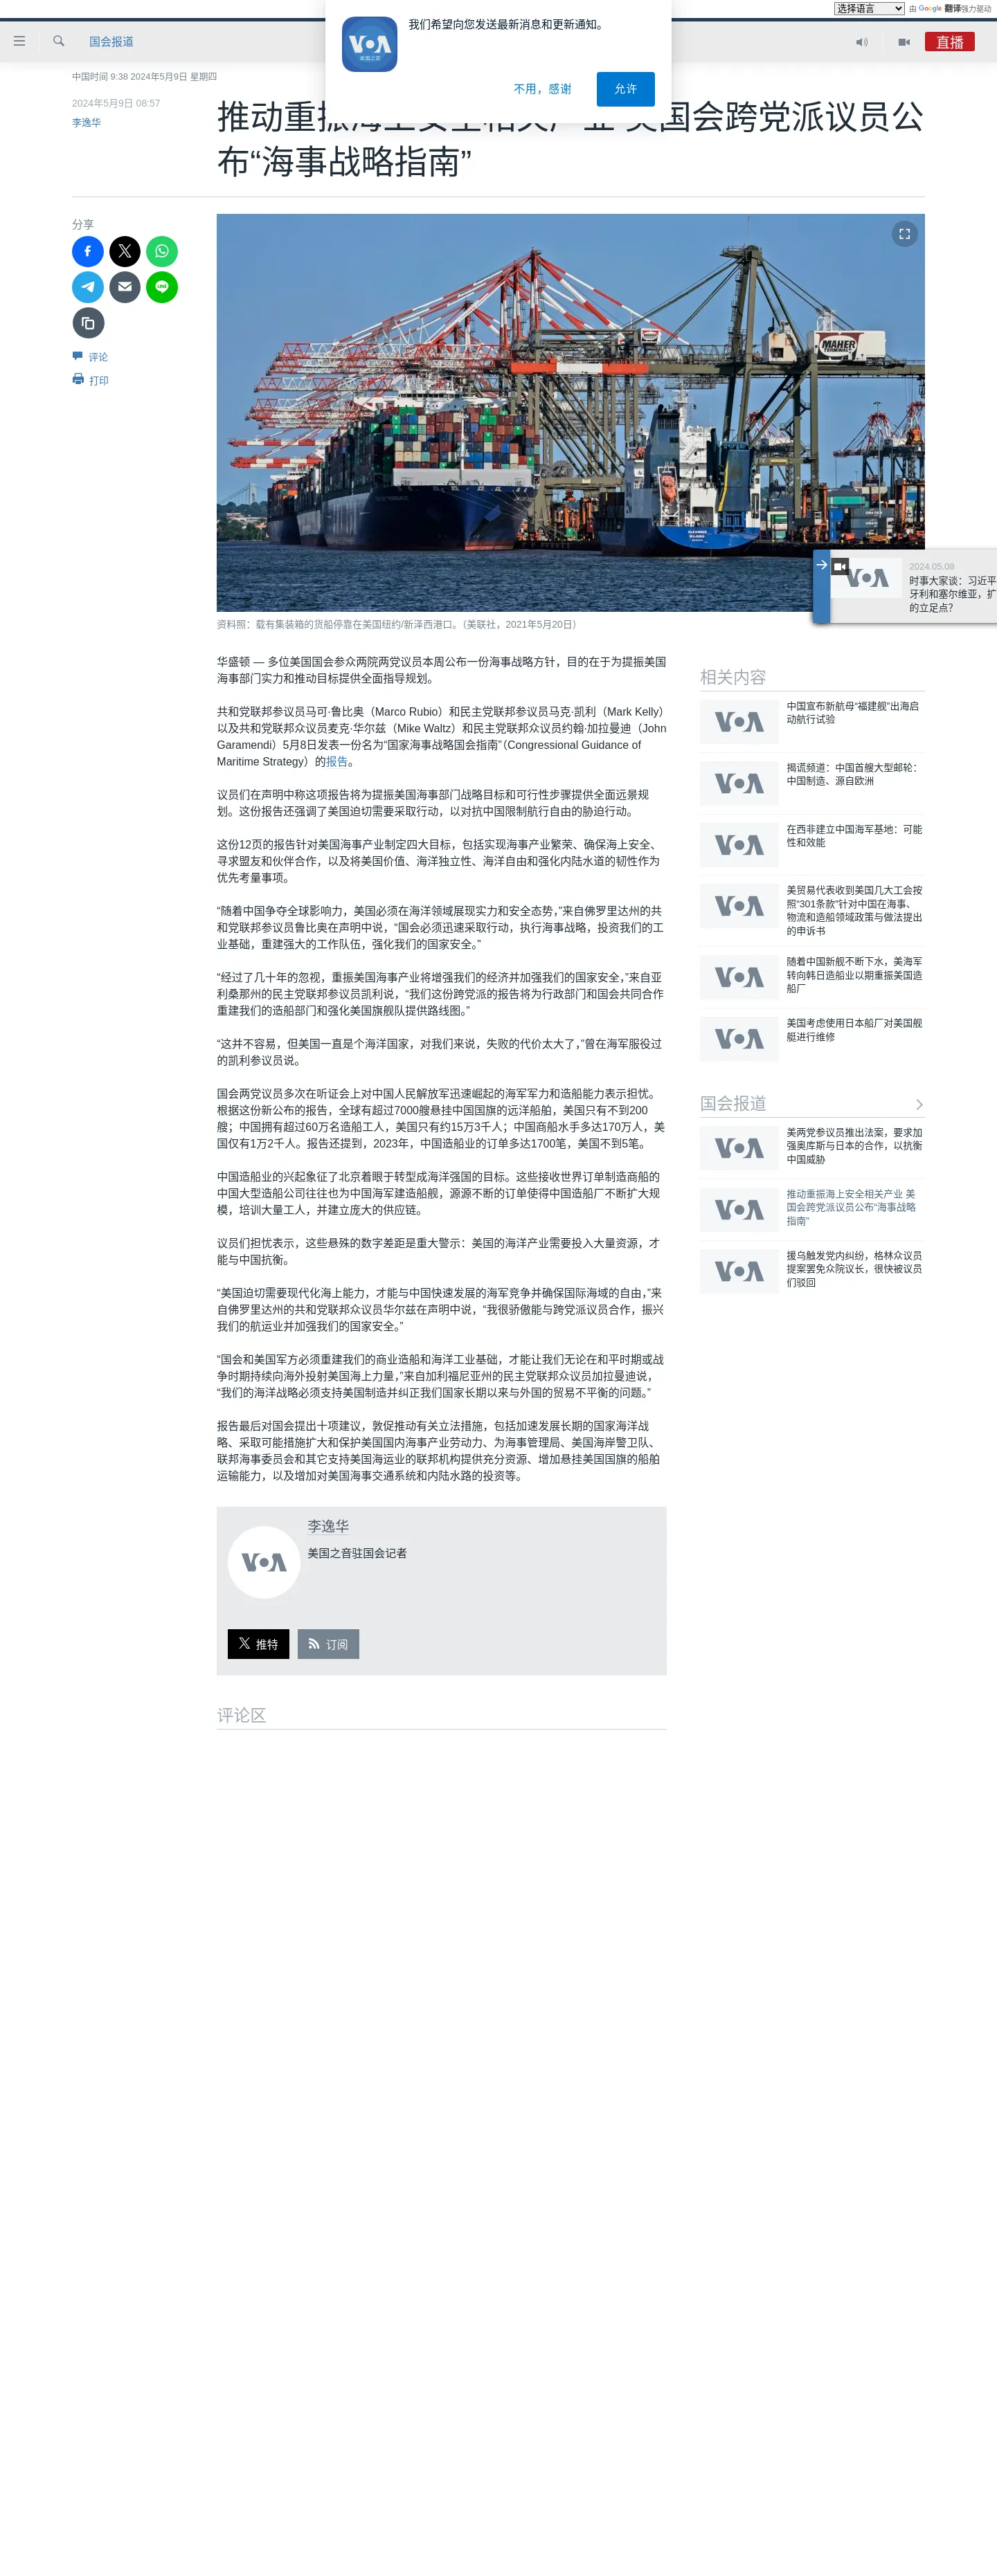 选择语言
由 Google 翻译强力驱动
我们希望向您发送最新消息和更新通知。
VOA
美国之音
不用，感谢
允许
国会报道
直播
中国时间 9:38 2024年5月9日 星期四
2024年5月9日 08:57
李逸华
推动重振海上安全相关产业 美国会跨党派议员公
布“海事战略指南”
分享
评论
打印
MAHER
TERMINALS
资料照：载有集装箱的货船停靠在美国纽约/新泽西港口。（美联社，2021年5月20日）
2024.05.08
时事大家谈：习近平
牙利和塞尔维亚，扩
的立足点？
华盛顿 — 多位美国国会参众两院两党议员本周公布一份海事战略方针，目的在于为提振美国
海事部门实力和推动目标提供全面指导规划。
共和党联邦参议员马可·鲁比奥（Marco Rubio）和民主党联邦参议员马克·凯利（Mark Kelly）
以及共和党联邦众议员麦克·华尔兹（Mike Waltz）和民主党联邦众议员约翰·加拉曼迪（John
Garamendi）5月8日发表一份名为“国家海事战略国会指南”（Congressional Guidance of
Maritime Strategy）的报告。
议员们在声明中称这项报告将为提振美国海事部门战略目标和可行性步骤提供全面远景规
划。这份报告还强调了美国迫切需要采取行动，以对抗中国限制航行自由的胁迫行动。
这份12页的报告针对美国海事产业制定四大目标，包括实现海事产业繁荣、确保海上安全、
寻求盟友和伙伴合作，以及将美国价值、海洋独立性、海洋自由和强化内陆水道的韧性作为
优先考量事项。
“随着中国争夺全球影响力，美国必须在海洋领域展现实力和安全态势，”来自佛罗里达州的共
和党联邦参议员鲁比奥在声明中说，“国会必须迅速采取行动，执行海事战略，投资我们的工
业基础，重建强大的工作队伍，强化我们的国家安全。”
“经过了几十年的忽视，重振美国海事产业将增强我们的经济并加强我们的国家安全，”来自亚
利桑那州的民主党联邦参议员凯利说，“我们这份跨党派的报告将为行政部门和国会共同合作
重建我们的造船部门和强化美国旗舰队提供路线图。”
“这并不容易，但美国一直是个海洋国家，对我们来说，失败的代价太大了，”曾在海军服役过
的凯利参议员说。
国会两党议员多次在听证会上对中国人民解放军迅速崛起的海军军力和造船能力表示担忧。
根据这份新公布的报告，全球有超过7000艘悬挂中国国旗的远洋船舶，美国只有不到200
艘；中国拥有超过60万名造船工人，美国只有约15万3千人；中国商船水手多达170万人，美
国仅有1万2千人。报告还提到，2023年，中国造船业的订单多达1700笔，美国不到5笔。
中国造船业的兴起象征了北京着眼于转型成海洋强国的目标。这些接收世界订单制造商船的
中国大型造船公司往往也为中国海军建造船舰，源源不断的订单使得中国造船厂不断扩大规
模，培训大量工人，并建立庞大的供应链。
议员们担忧表示，这些悬殊的数字差距是重大警示：美国的海洋产业需要投入大量资源，才
能与中国抗衡。
“美国迫切需要现代化海上能力，才能与中国快速发展的海军竞争并确保国际海域的自由，”来
自佛罗里达州的共和党联邦众议员华尔兹在声明中说，“我很骄傲能与跨党派议员合作，振兴
我们的航运业并加强我们的国家安全。”
“国会和美国军方必须重建我们的商业造船和海洋工业基础，才能让我们无论在和平时期或战
争时期持续向海外投射美国海上力量，”来自加利福尼亚州的民主党联邦众议员加拉曼迪说，
“我们的海洋战略必须支持美国制造并纠正我们国家长期以来与外国的贸易不平衡的问题。”
报告最后对国会提出十项建议，敦促推动有关立法措施，包括加速发展长期的国家海洋战
略、采取可能措施扩大和保护美国国内海事产业劳动力、为海事管理局、美国海岸警卫队、
联邦海事委员会和其它支持美国海运业的联邦机构提供充分资源、增加悬挂美国国旗的船舶
运输能力，以及增加对美国海事交通系统和内陆水路的投资等。
李逸华
VOA
美国之音驻国会记者
推特
订阅
评论区
相关内容
中国宣布新航母“福建舰”出海启
动航行试验
揭谎频道：中国首艘大型邮轮：
中国制造、源自欧洲
在西非建立中国海军基地：可能
性和效能
美贸易代表收到美国几大工会按
照“301条款”针对中国在海事、
物流和造船领域政策与做法提出
的申诉书
随着中国新舰不断下水，美海军
转向韩日造船业以期重振美国造
船厂
美国考虑使用日本船厂对美国舰
艇进行维修
国会报道
美两党参议员推出法案，要求加
强奥库斯与日本的合作，以抗衡
中国威胁
推动重振海上安全相关产业 美
国会跨党派议员公布“海事战略
指南”
援乌触发党内纠纷，格林众议员
提案罢免众院议长，很快被议员
们驳回